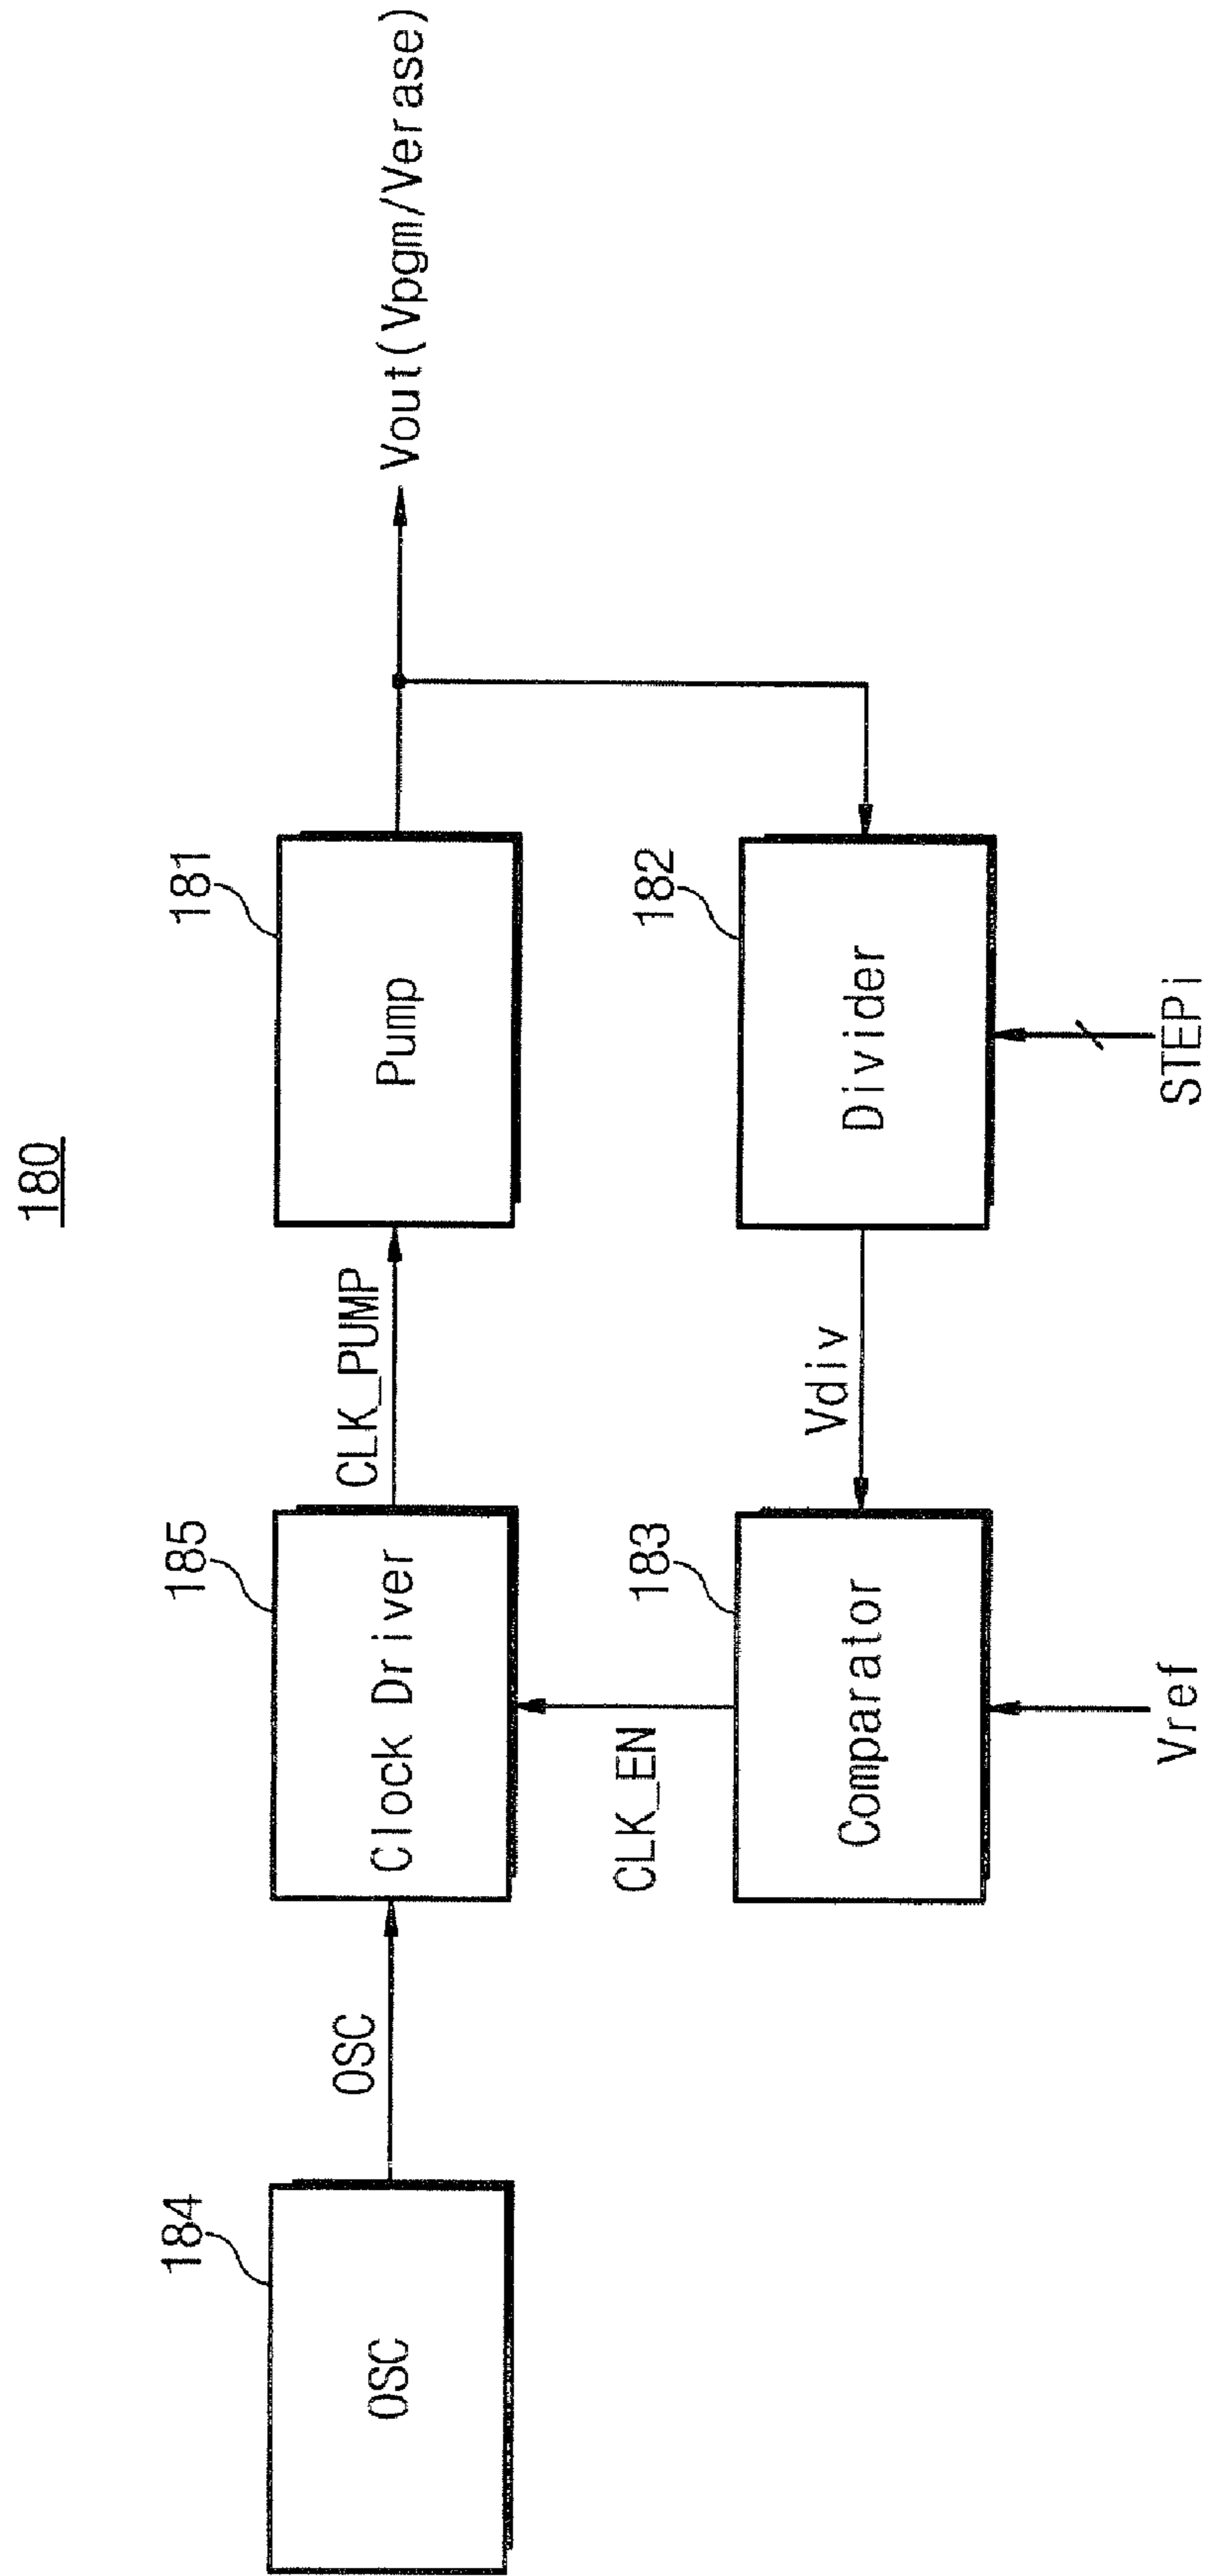 180
184
OSC
OSC
185
Clock Driver
CLK_PUMP
181
Pump
Vout(Vpgm/Verase)
CLK_EN
183
Comparator
Vref
Vdiv
182
Divider
STEPi